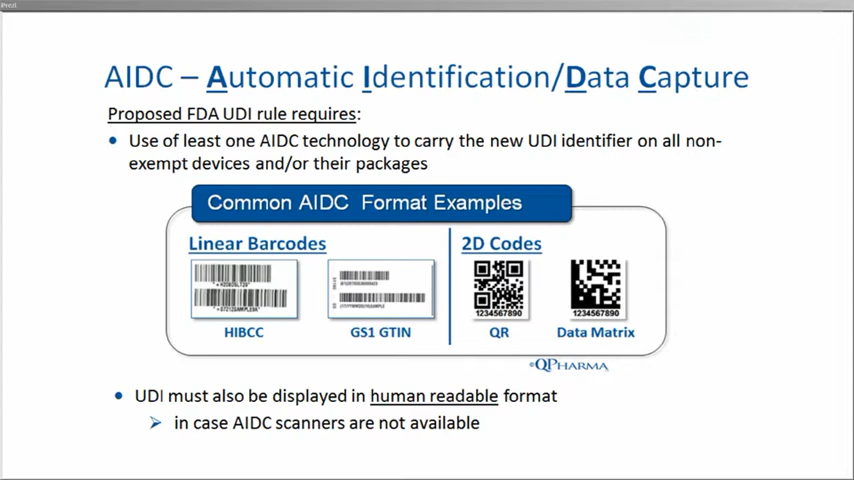 Prezi
AIDC – Automatic Identification/Data Capture
Proposed FDA UDI rule requires:
• Use of least one AIDC technology to carry the new UDI identifier on all non-
exempt devices and/or their packages
Common AIDC Format Examples
Linear Barcodes
2D Codes
1234567890
1234567890
HIBCC
GS1 GTIN
QR
Data Matrix
©QPHARMA
• UDI must also be displayed in human readable format
➢ in case AIDC scanners are not available